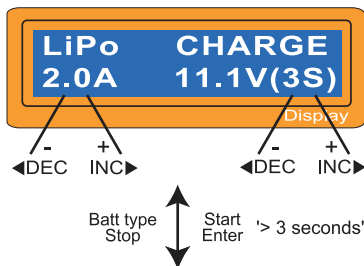 LiPo CHARGE
2.0A 11.1V(3S)
Display
- + - +
◀DEC INC▶ ◀DEC INC▶
Batt type Start '> 3 seconds'
Stop Enter